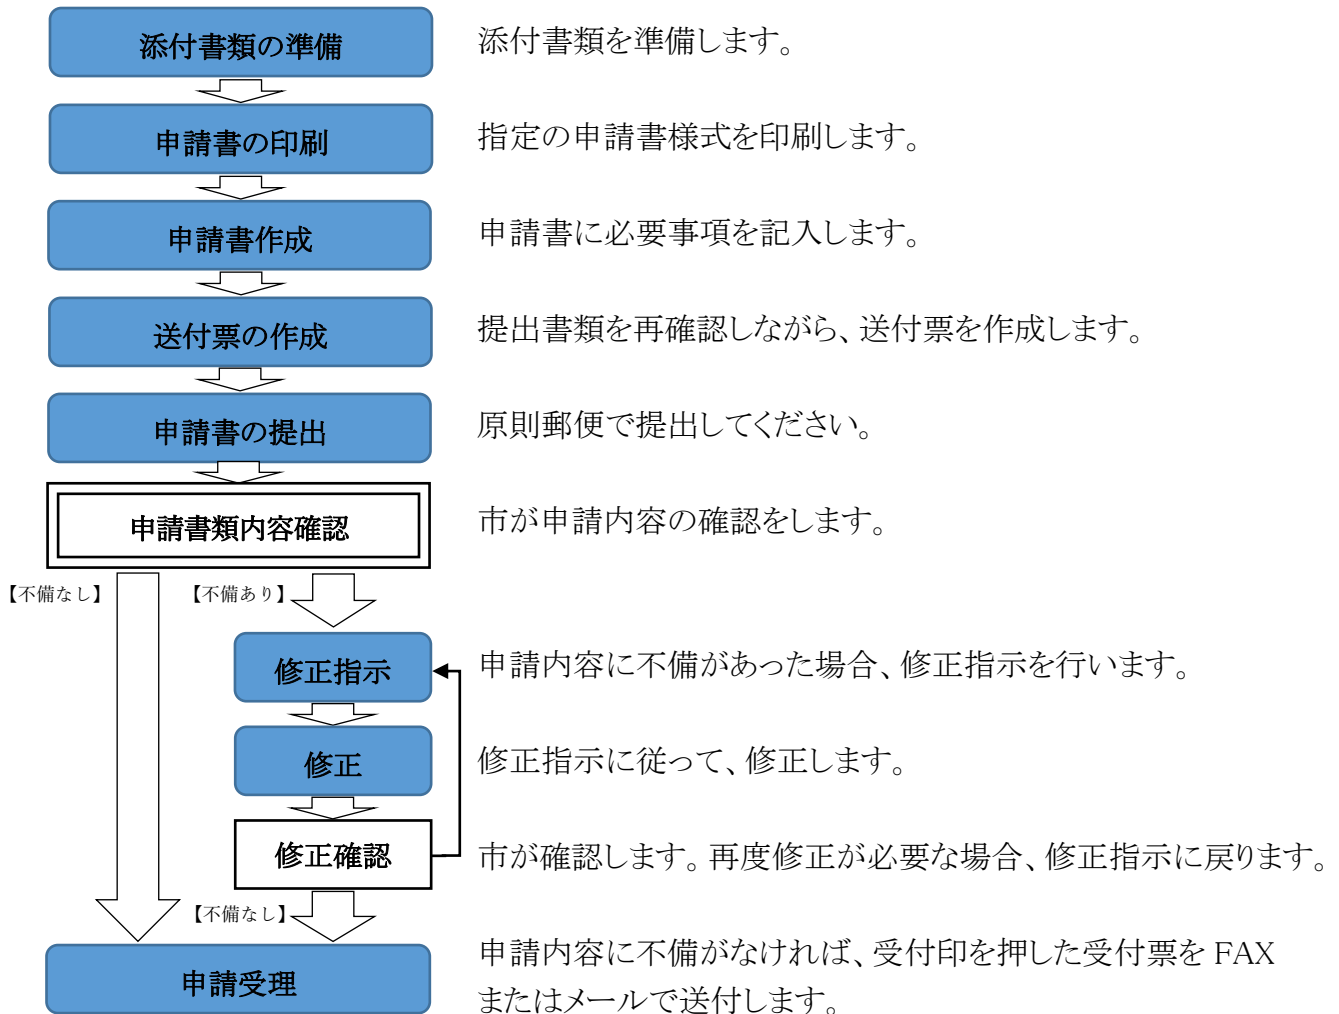 添付書類の準備
添付書類を準備します。
申請書の印刷
指定の申請書様式を印刷します。
申請書作成
申請書に必要事項を記入します。
送付票の作成
提出書類を再確認しながら、送付票を作成します。
申請書の提出
原則郵便で提出してください。
申請書類内容確認
市が申請内容の確認をします。
【不備なし】
【不備あり】
修正指示
申請内容に不備があった場合、修正指示を行います。
修正
修正指示に従って、修正します。
修正確認
市が確認します。再度修正が必要な場合、修正指示に戻ります。
【不備なし】
申請受理
申請内容に不備がなければ、受付印を押した受付票を FAX
またはメールで送付します。